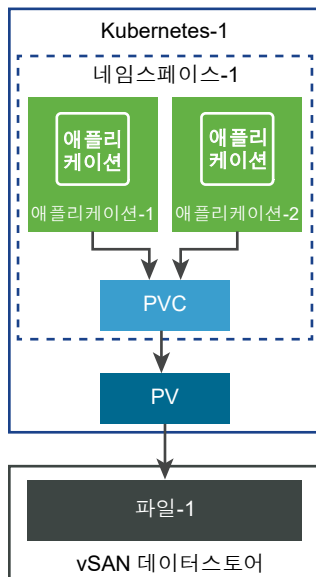 Kubernetes-1
네임스페이스-1
애플리
케이션
애플리
케이션
애플리케이션-1
애플리케이션-2
PVC
PV
파일-1
vSAN 데이터스토어